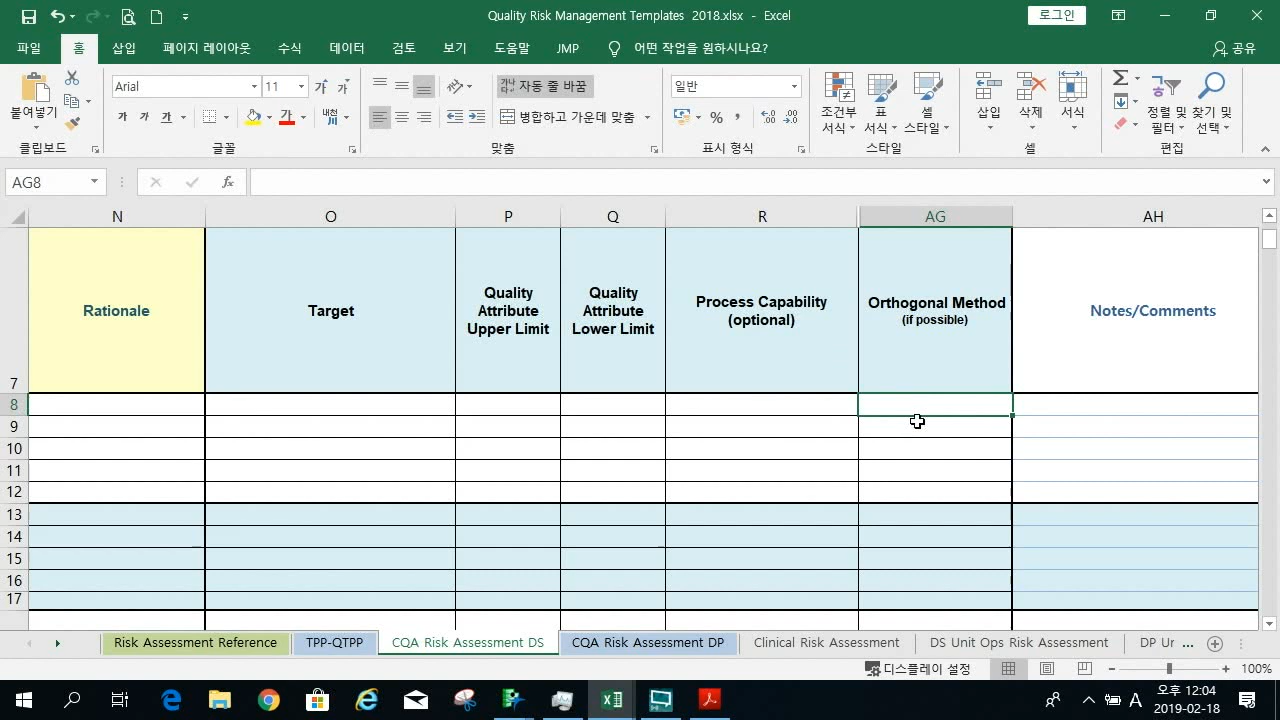 Quality Risk Management Templates 2018.xlsx - Excel
로그인
파일 홈 삽입 페이지 레이아웃 수식 데이터 검토 보기 도움말 JMP 어떤 작업을 원하시나요? 공유
붙여넣기
클립보드
Arial 11
가 가 가 내천
글꼴
자동 줄 바꿈
병합하고 가운데 맞춤
맞춤
일반
%
표시 형식
조건부 서식
표 서식
셀 스타일
스타일
삽입 삭제 서식
셀
정렬 및 필터
찾기 및 선택
편집
AG8
fx
N O P Q R AG AH
7
Rationale
Target
Quality
Attribute
Upper Limit
Quality
Attribute
Lower Limit
Process Capability
(optional)
Orthogonal Method
(if possible)
Notes/Comments
8
9
10
11
12
13
14
15
16
17
Risk Assessment Reference TPP-QTPP CQA Risk Assessment DS CQA Risk Assessment DP Clinical Risk Assessment DS Unit Ops Risk Assessment DP Ur ...
디스플레이 설정 100%
A 오후 12:04
2019-02-18